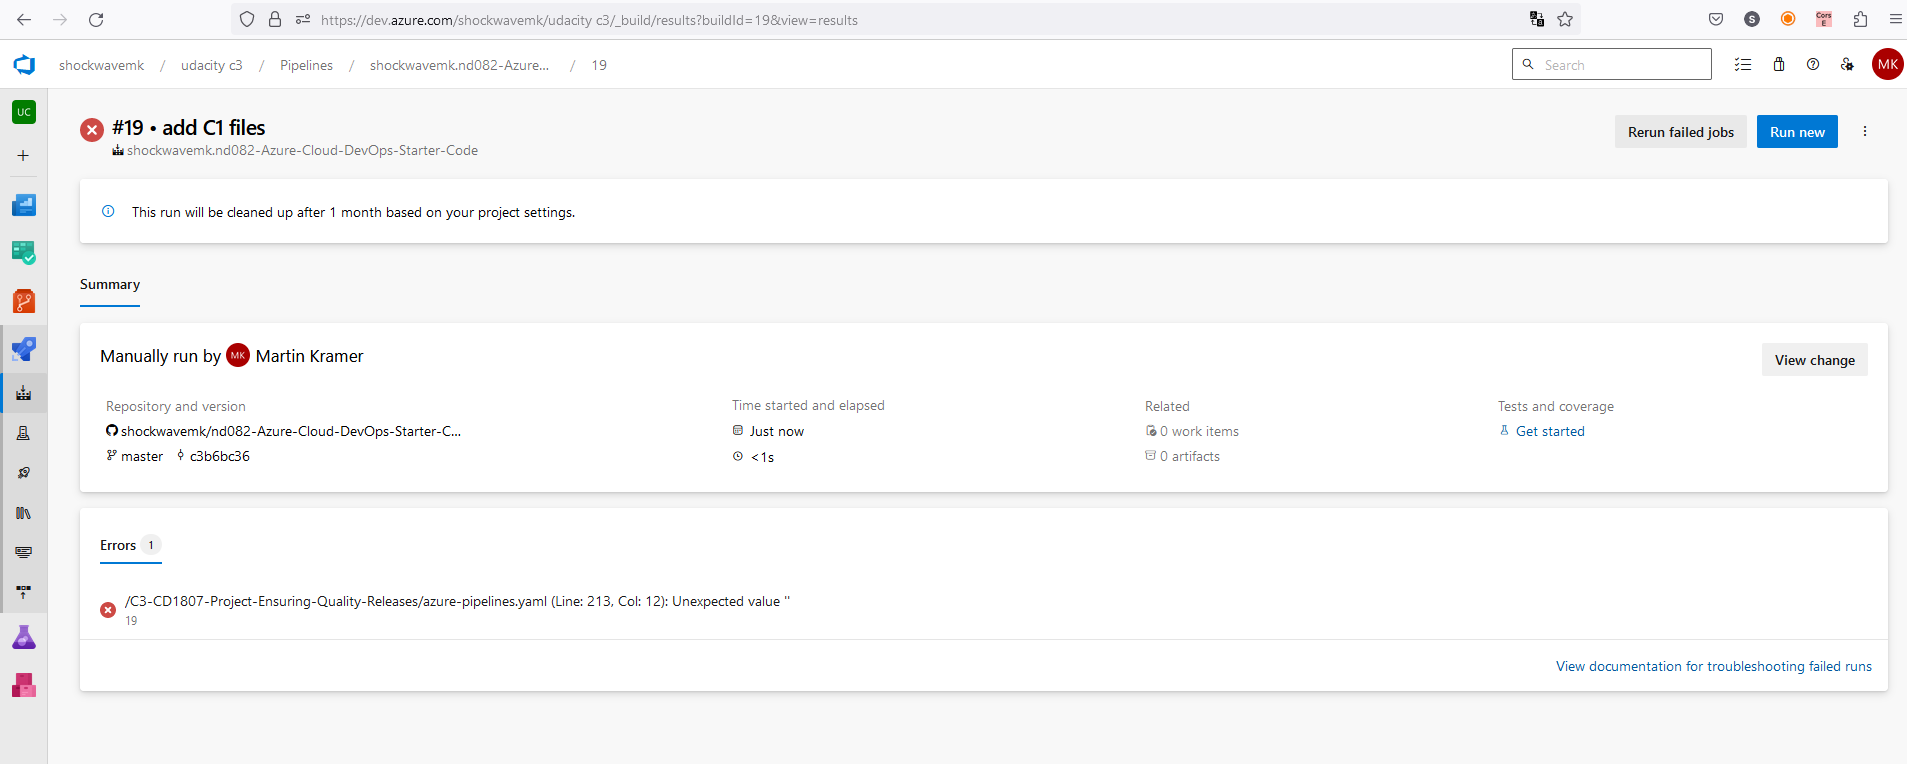 https://dev.azure.com/shockwavemk/udacity c3/_build/results?buildId=19&view=results
S
Cors
E
shockwavemk / udacity c3 / Pipelines / shockwavemk.nd082-Azure... / 19
Search
MK
UC
#19 • add C1 files
shockwavemk.nd082-Azure-Cloud-DevOps-Starter-Code
Rerun failed jobs
Run new
This run will be cleaned up after 1 month based on your project settings.
Summary
Manually run by MK Martin Kramer
View change
Repository and version
shockwavemk/nd082-Azure-Cloud-DevOps-Starter-C...
master c3b6bc36
Time started and elapsed
Just now
<1s
Related
0 work items
0 artifacts
Tests and coverage
Get started
Errors 1
/C3-CD1807-Project-Ensuring-Quality-Releases/azure-pipelines.yaml (Line: 213, Col: 12): Unexpected value ''
19
View documentation for troubleshooting failed runs